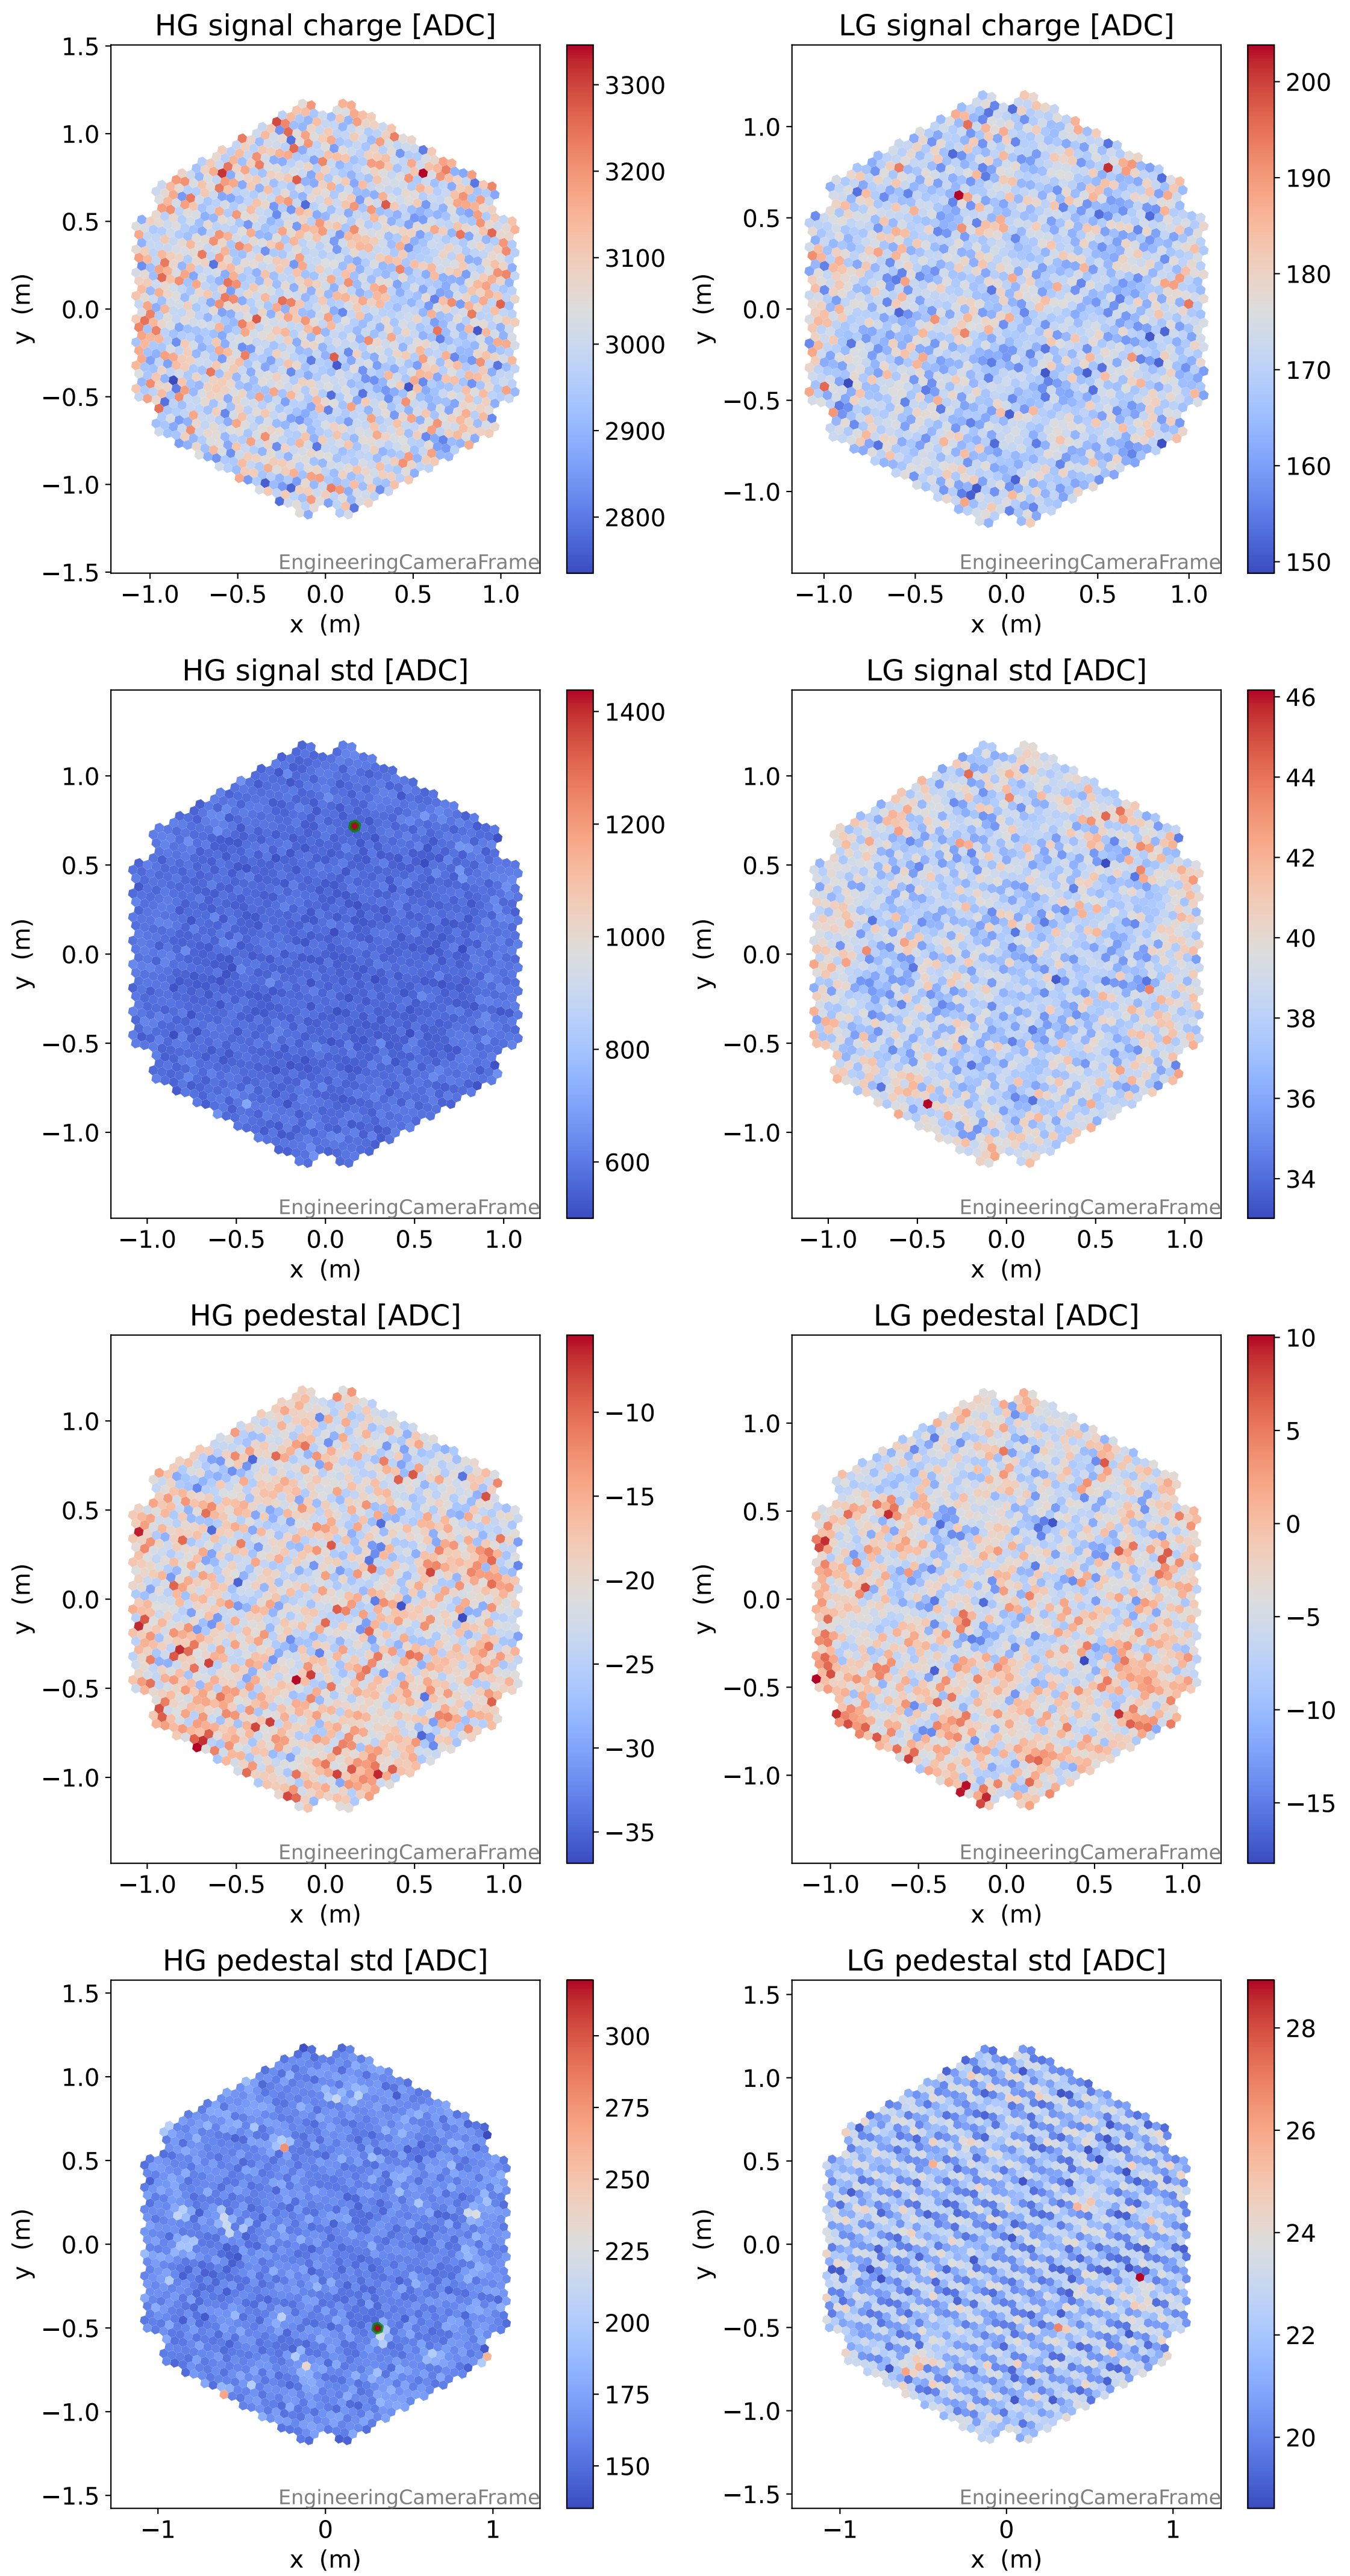 HG signal charge [ADC]
1.5
1.0
0.5
0.0
−0.5
−1.0
−1.5
y (m)
−1.0 −0.5 0.0 0.5 1.0
x (m)
EngineeringCameraFrame
3300
3200
3100
3000
2900
2800
LG signal charge [ADC]
1.0
0.5
0.0
−0.5
−1.0
y (m)
−1.0 −0.5 0.0 0.5 1.0
x (m)
EngineeringCameraFrame
200
190
180
170
160
150
HG signal std [ADC]
1.0
0.5
0.0
−0.5
−1.0
y (m)
−1.0 −0.5 0.0 0.5 1.0
x (m)
EngineeringCameraFrame
1400
1200
1000
800
600
LG signal std [ADC]
1.0
0.5
0.0
−0.5
−1.0
y (m)
−1.0 −0.5 0.0 0.5 1.0
x (m)
EngineeringCameraFrame
46
44
42
40
38
36
34
HG pedestal [ADC]
1.0
0.5
0.0
−0.5
−1.0
y (m)
−1.0 −0.5 0.0 0.5 1.0
x (m)
EngineeringCameraFrame
−10
−15
−20
−25
−30
−35
LG pedestal [ADC]
1.0
0.5
0.0
−0.5
−1.0
y (m)
−1.0 −0.5 0.0 0.5 1.0
x (m)
EngineeringCameraFrame
10
5
0
−5
−10
−15
HG pedestal std [ADC]
1.5
1.0
0.5
0.0
−0.5
−1.0
−1.5
y (m)
−1 0 1
x (m)
EngineeringCameraFrame
300
275
250
225
200
175
150
LG pedestal std [ADC]
1.5
1.0
0.5
0.0
−0.5
−1.0
−1.5
y (m)
−1 0 1
x (m)
EngineeringCameraFrame
28
26
24
22
20